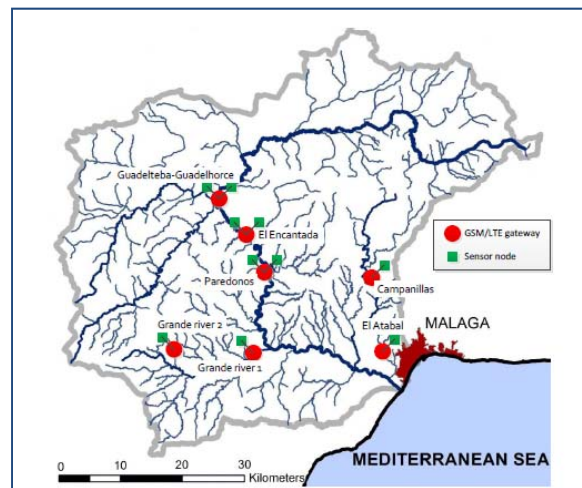 Guadelteba-Guadelhorce
El Encantada
GSM/LTE gateway
Sensor node
Paredonos
Campanillas
Grande river 2
El Atabal
MALAGA
Grande river 1
0 10 20 30
Kilometers
MEDITERRANEAN SEA